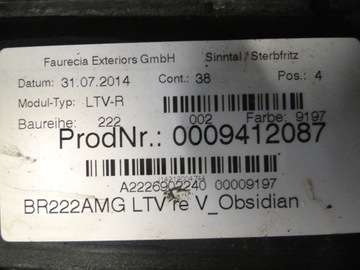 Faurecia Exteriors GmbH Sinntal / Sterbfritz
Datum: 31.07.2014 Cont.: 38 Pos.: 4
Modul-Typ: LTV-R
Baureihe: 222 002 Farbe: 9197
ProdNr.: 0009412087
A2226902240 00009197
BR222AMG LTV re V_Obsidian